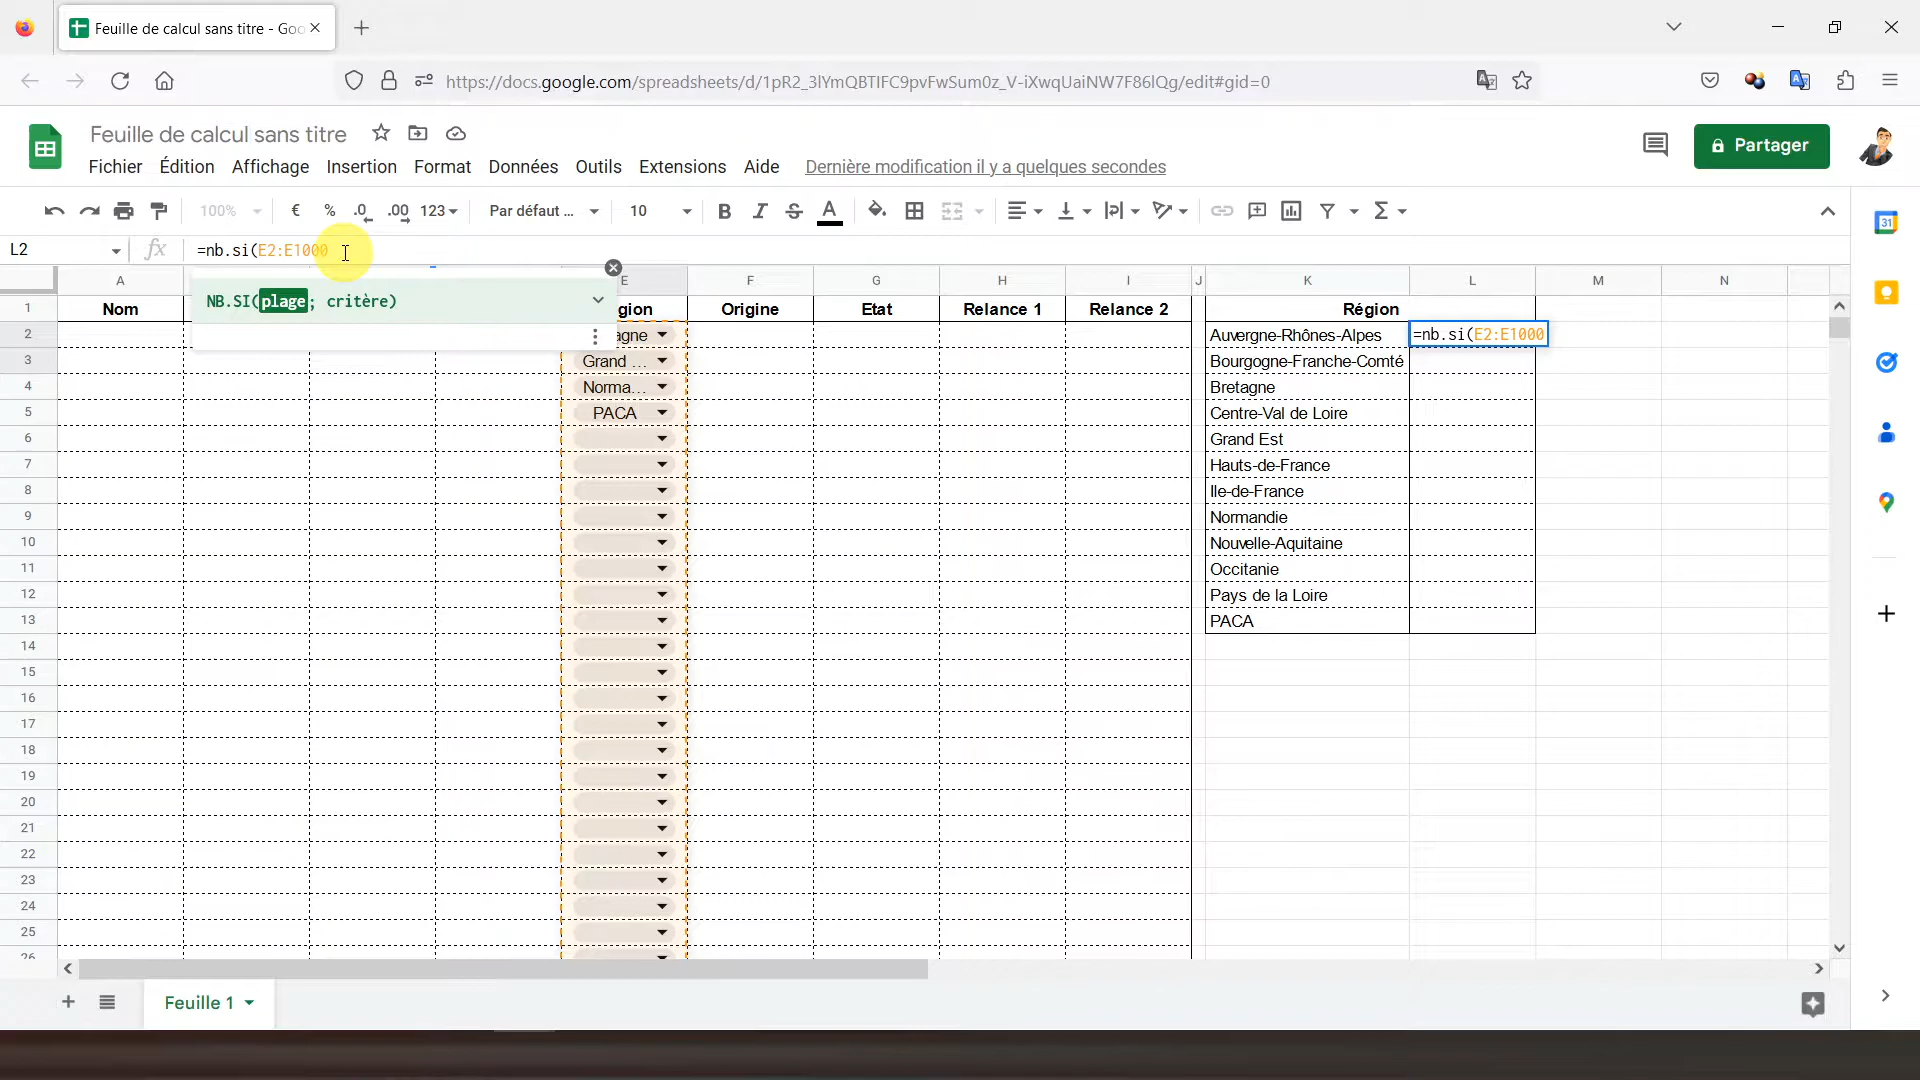 Feuille de calcul sans titre - Goo
https://docs.google.com/spreadsheets/d/1pR2_3lYmQBTIFC9pvFwSum0z_V-iXwqUaiNW7F86lQg/edit#gid=0
Feuille de calcul sans titre
Partager
Fichier Édition Affichage Insertion Format Données Outils Extensions Aide Dernière modification il y a quelques secondes
100% € % .0 .00 123 Par défaut ... 10 B I S A Σ
L2 fx =nb.si(E2:E1000
NB.SI(plage; critère)
A E F G H I J K L M N
1 Nom gion Origine Etat Relance 1 Relance 2 Région
2 agne Auvergne-Rhônes-Alpes =nb.si(E2:E1000
3 Grand ... Bourgogne-Franche-Comté
4 Norma... Bretagne
5 PACA Centre-Val de Loire
6 Grand Est
7 Hauts-de-France
8 Ile-de-France
9 Normandie
10 Nouvelle-Aquitaine
11 Occitanie
12 Pays de la Loire
13 PACA
14
15
16
17
18
19
20
21
22
23
24
25
26
Feuille 1
31